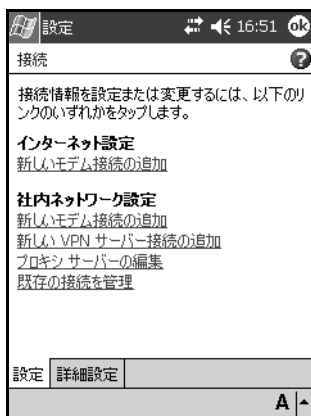 設定 16:51 ok
接続 ?
接続情報を設定または変更するには、以下のリ
ンクのいずれかをタップします。
インターネット設定
新しいモデム接続の追加
社内ネットワーク設定
新しいモデム接続の追加
新しい VPN サーバー接続の追加
プロキシ サーバーの編集
既存の接続を管理
設定 詳細設定
A